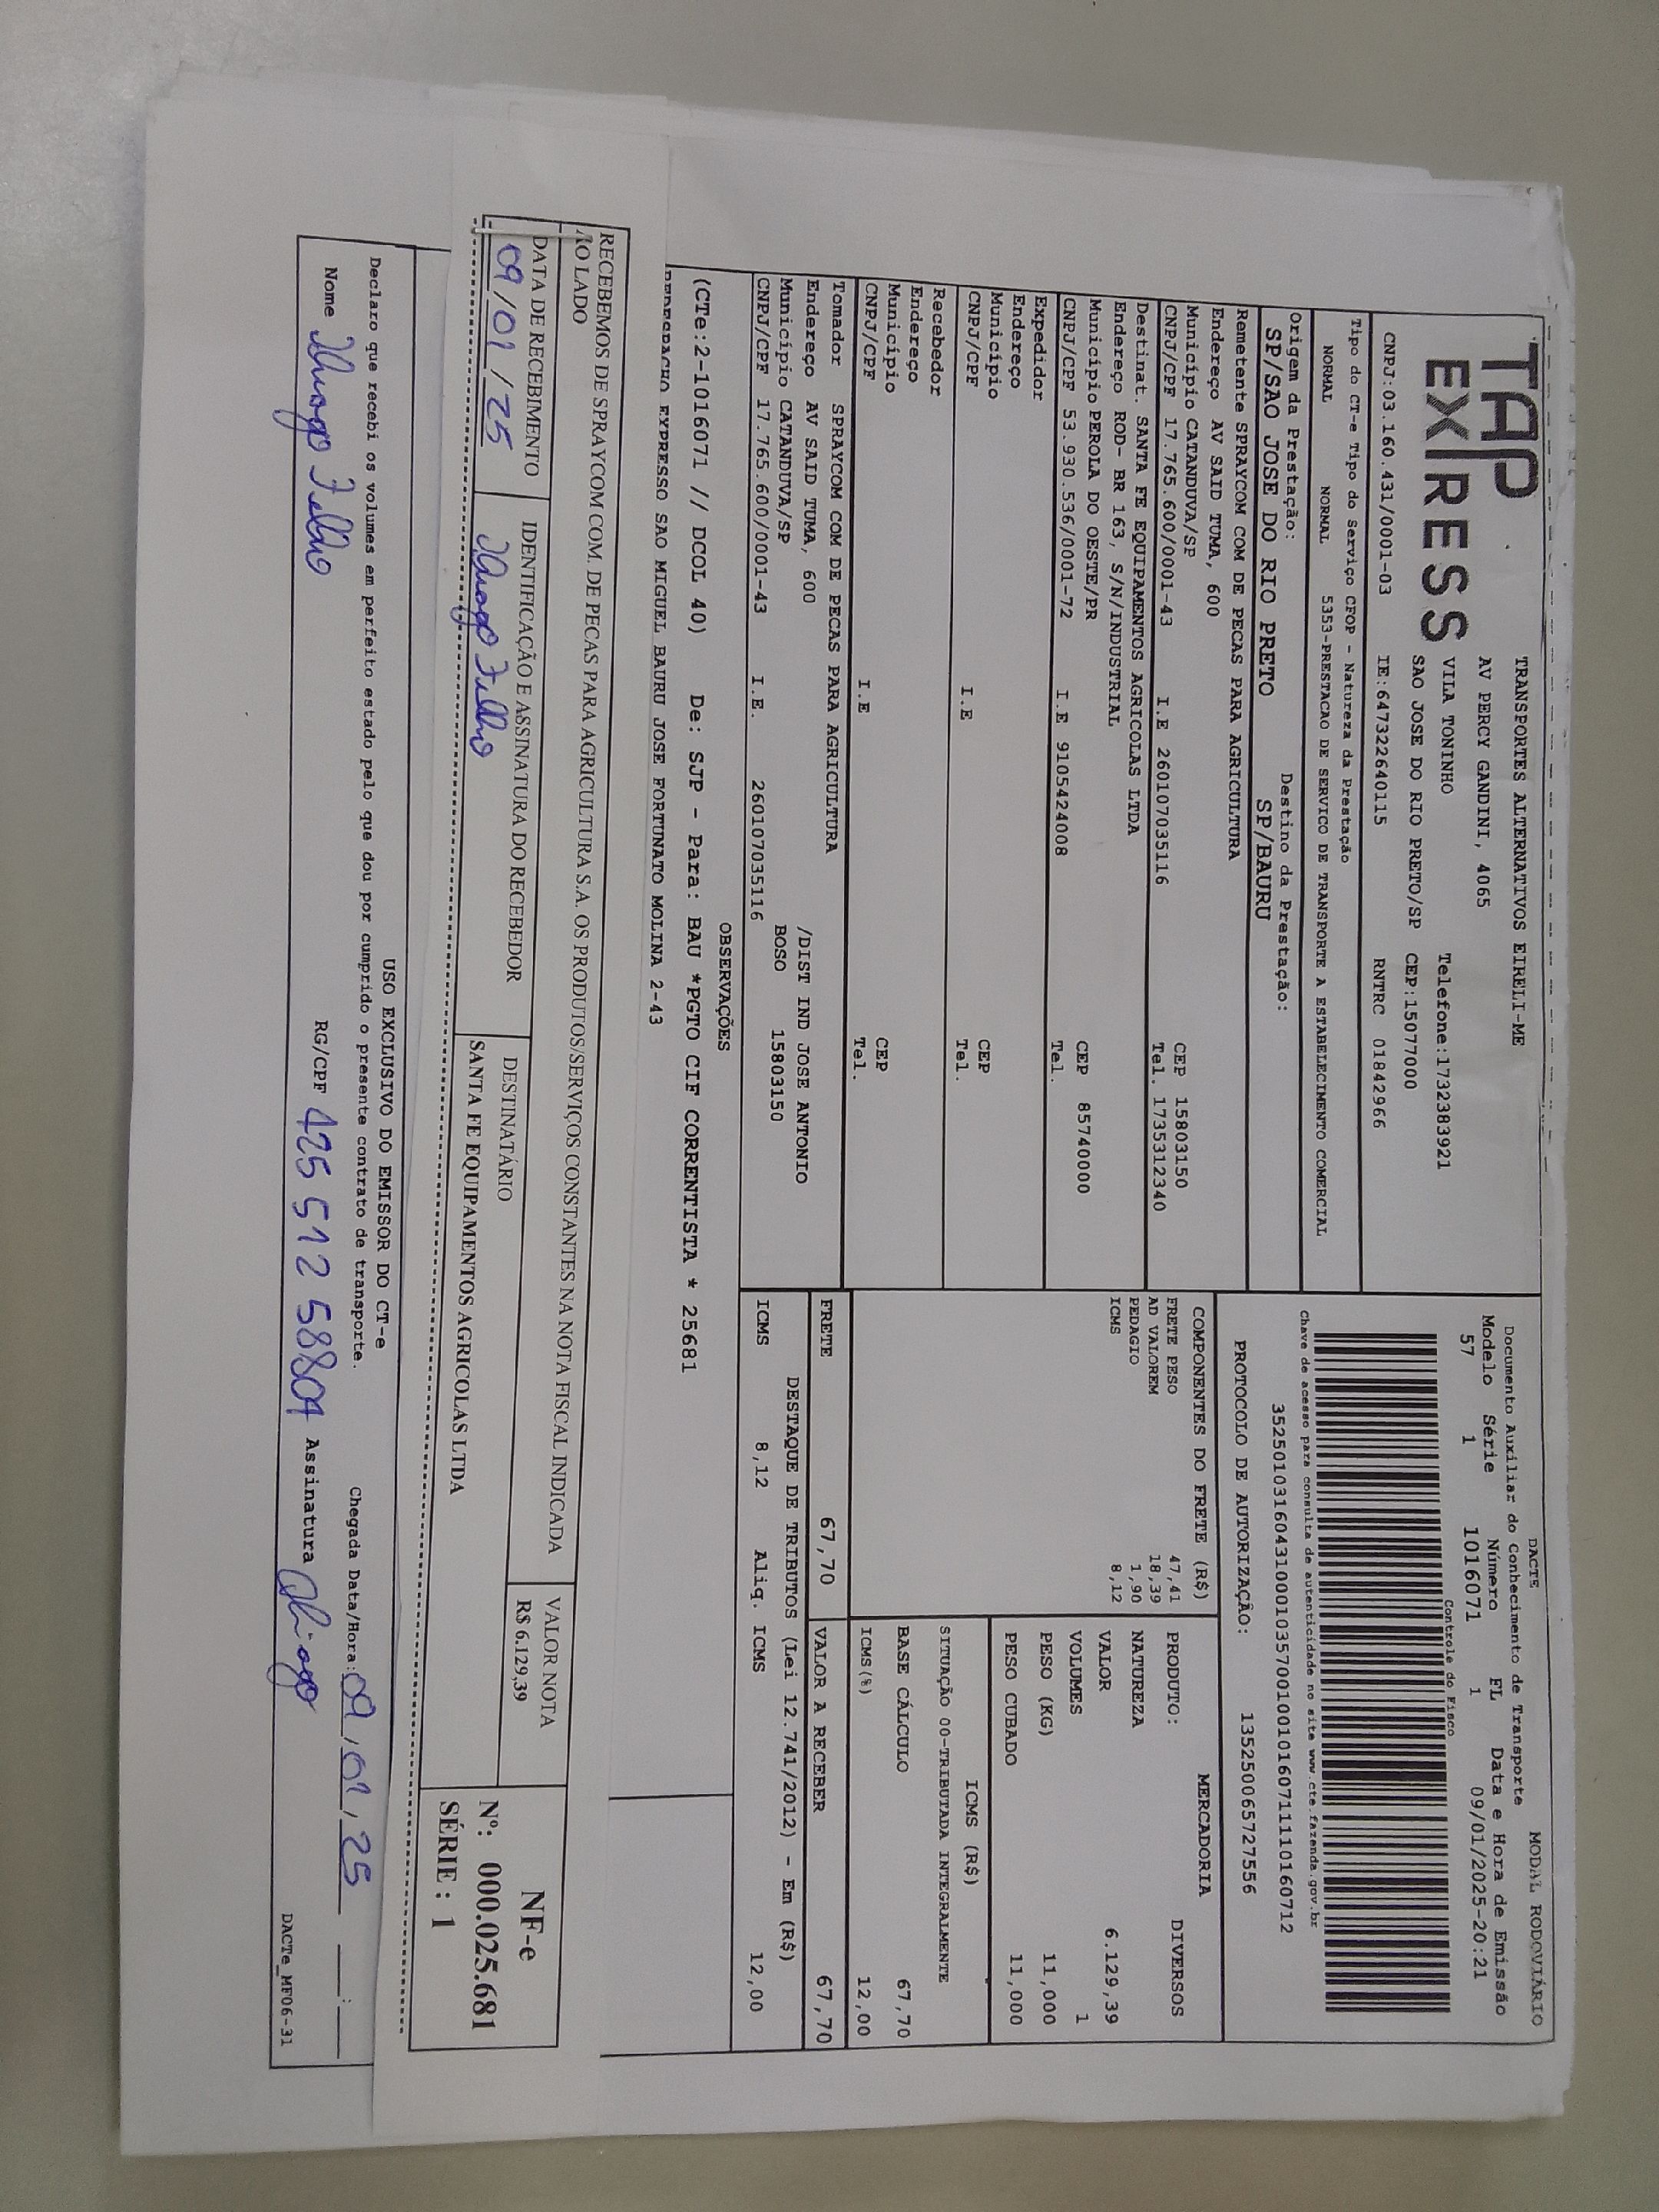 TAP
EXPRESS
TRANSPORTES ALTERNATIVOS EIRELI-ME
AV PERCY GANDINI, 4065
VILA TONINHO Telefone:1732383921
SAO JOSE DO RIO PRETO/SP CEP:15077000
CNPJ:03.160.431/0001-03 IE:647322640115 RNTRC 01842966
Tipo do CT-e Tipo do Serviço CFOP - Natureza da Prestação
NORMAL NORMAL 5353-PRESTACAO DE SERVICO DE TRANSPORTE A ESTABELECIMENTO COMERCIAL
Origem da Prestação: Destino da Prestação:
SP/SAO JOSE DO RIO PRETO SP/BAURU
Remetente SPRAYCOM COM DE PECAS PARA AGRICULTURA
Endereço AV SAID TUMA, 600
Município CATANDUVA/SP CEP 15803150
CNPJ/CPF 17.765.600/0001-43 I.E 260107035116 Tel. 1735312340
Destinat. SANTA FE EQUIPAMENTOS AGRICOLAS LTDA
Endereço ROD- BR 163, S/N/INDUSTRIAL
Município PEROLA DO OESTE/PR CEP 85740000
CNPJ/CPF 53.930.536/0001-72 I.E 9105424008 Tel.
Expedidor
Endereço
Município CEP
CNPJ/CPF I.E Tel.
Recebedor
Endereço
Município CEP
CNPJ/CPF I.E Tel.
Tomador SPRAYCOM COM DE PECAS PARA AGRICULTURA
Endereço AV SAID TUMA, 600 /DIST IND JOSE ANTONIO
Município CATANDUVA/SP BOSO 15803150
CNPJ/CPF 17.765.600/0001-43 I.E. 260107035116
DACTE MODAL RODOVIÁRIO
Documento Auxiliar do Conhecimento de Transporte
Modelo Série Número FL Data e Hora de Emissão
57 1 1016071 1 09/01/2025-20:21
Controle do Fisco
Chave de acesso para consulta de autenticidade no site www.cte.fazenda.gov.br
35250103160431000103570010010160711110160712
PROTOCOLO DE AUTORIZAÇÃO: 135250065727556
COMPONENTES DO FRETE (R$)
FRETE PESO 47,41
AD VALOREM 18,39
PEDAGIO 1,90
ICMS 8,12
MERCADORIA
PRODUTO: DIVERSOS
NATUREZA
VALOR 6.129,39
VOLUMES 1
PESO (KG) 11,000
PESO CUBADO 11,000
ICMS (R$)
SITUAÇÃO 00-TRIBUTADA INTEGRALMENTE
BASE CÁLCULO 67,70
ICMS(%) 12,00
FRETE 67,70 VALOR A RECEBER 67,70
DESTAQUE DE TRIBUTOS (Lei 12.741/2012) - Em (R$)
ICMS 8,12 Aliq. ICMS 12,00
OBSERVAÇÕES
(CTe:2-1016071 // DCOL 40) De: SJP - Para: BAU *PGTO CIF CORRENTISTA * 25681
REDESPACHO EXPRESSO SAO MIGUEL BAURU JOSE FORTUNATO MOLINA 2-43
RECEBEMOS DE SPRAYCOM COM. DE PECAS PARA AGRICULTURA S.A. OS PRODUTOS/SERVIÇOS CONSTANTES NA NOTA FISCAL INDICADA
AO LADO
DATA DE RECEBIMENTO
09/01/25
IDENTIFICAÇÃO E ASSINATURA DO RECEBEDOR
DESTINATÁRIO
SANTA FE EQUIPAMENTOS AGRICOLAS LTDA
VALOR NOTA
R$ 6.129,39
NF-e
Nº: 000.025.681
SÉRIE : 1
USO EXCLUSIVO DO EMISSOR DO CT-e
Declaro que recebi os volumes em perfeito estado pelo que dou por cumprido o presente contrato de transporte. Chegada Data/Hora: 09/01/25
Nome RG/CPF Assinatura
DACTe_MF06-31